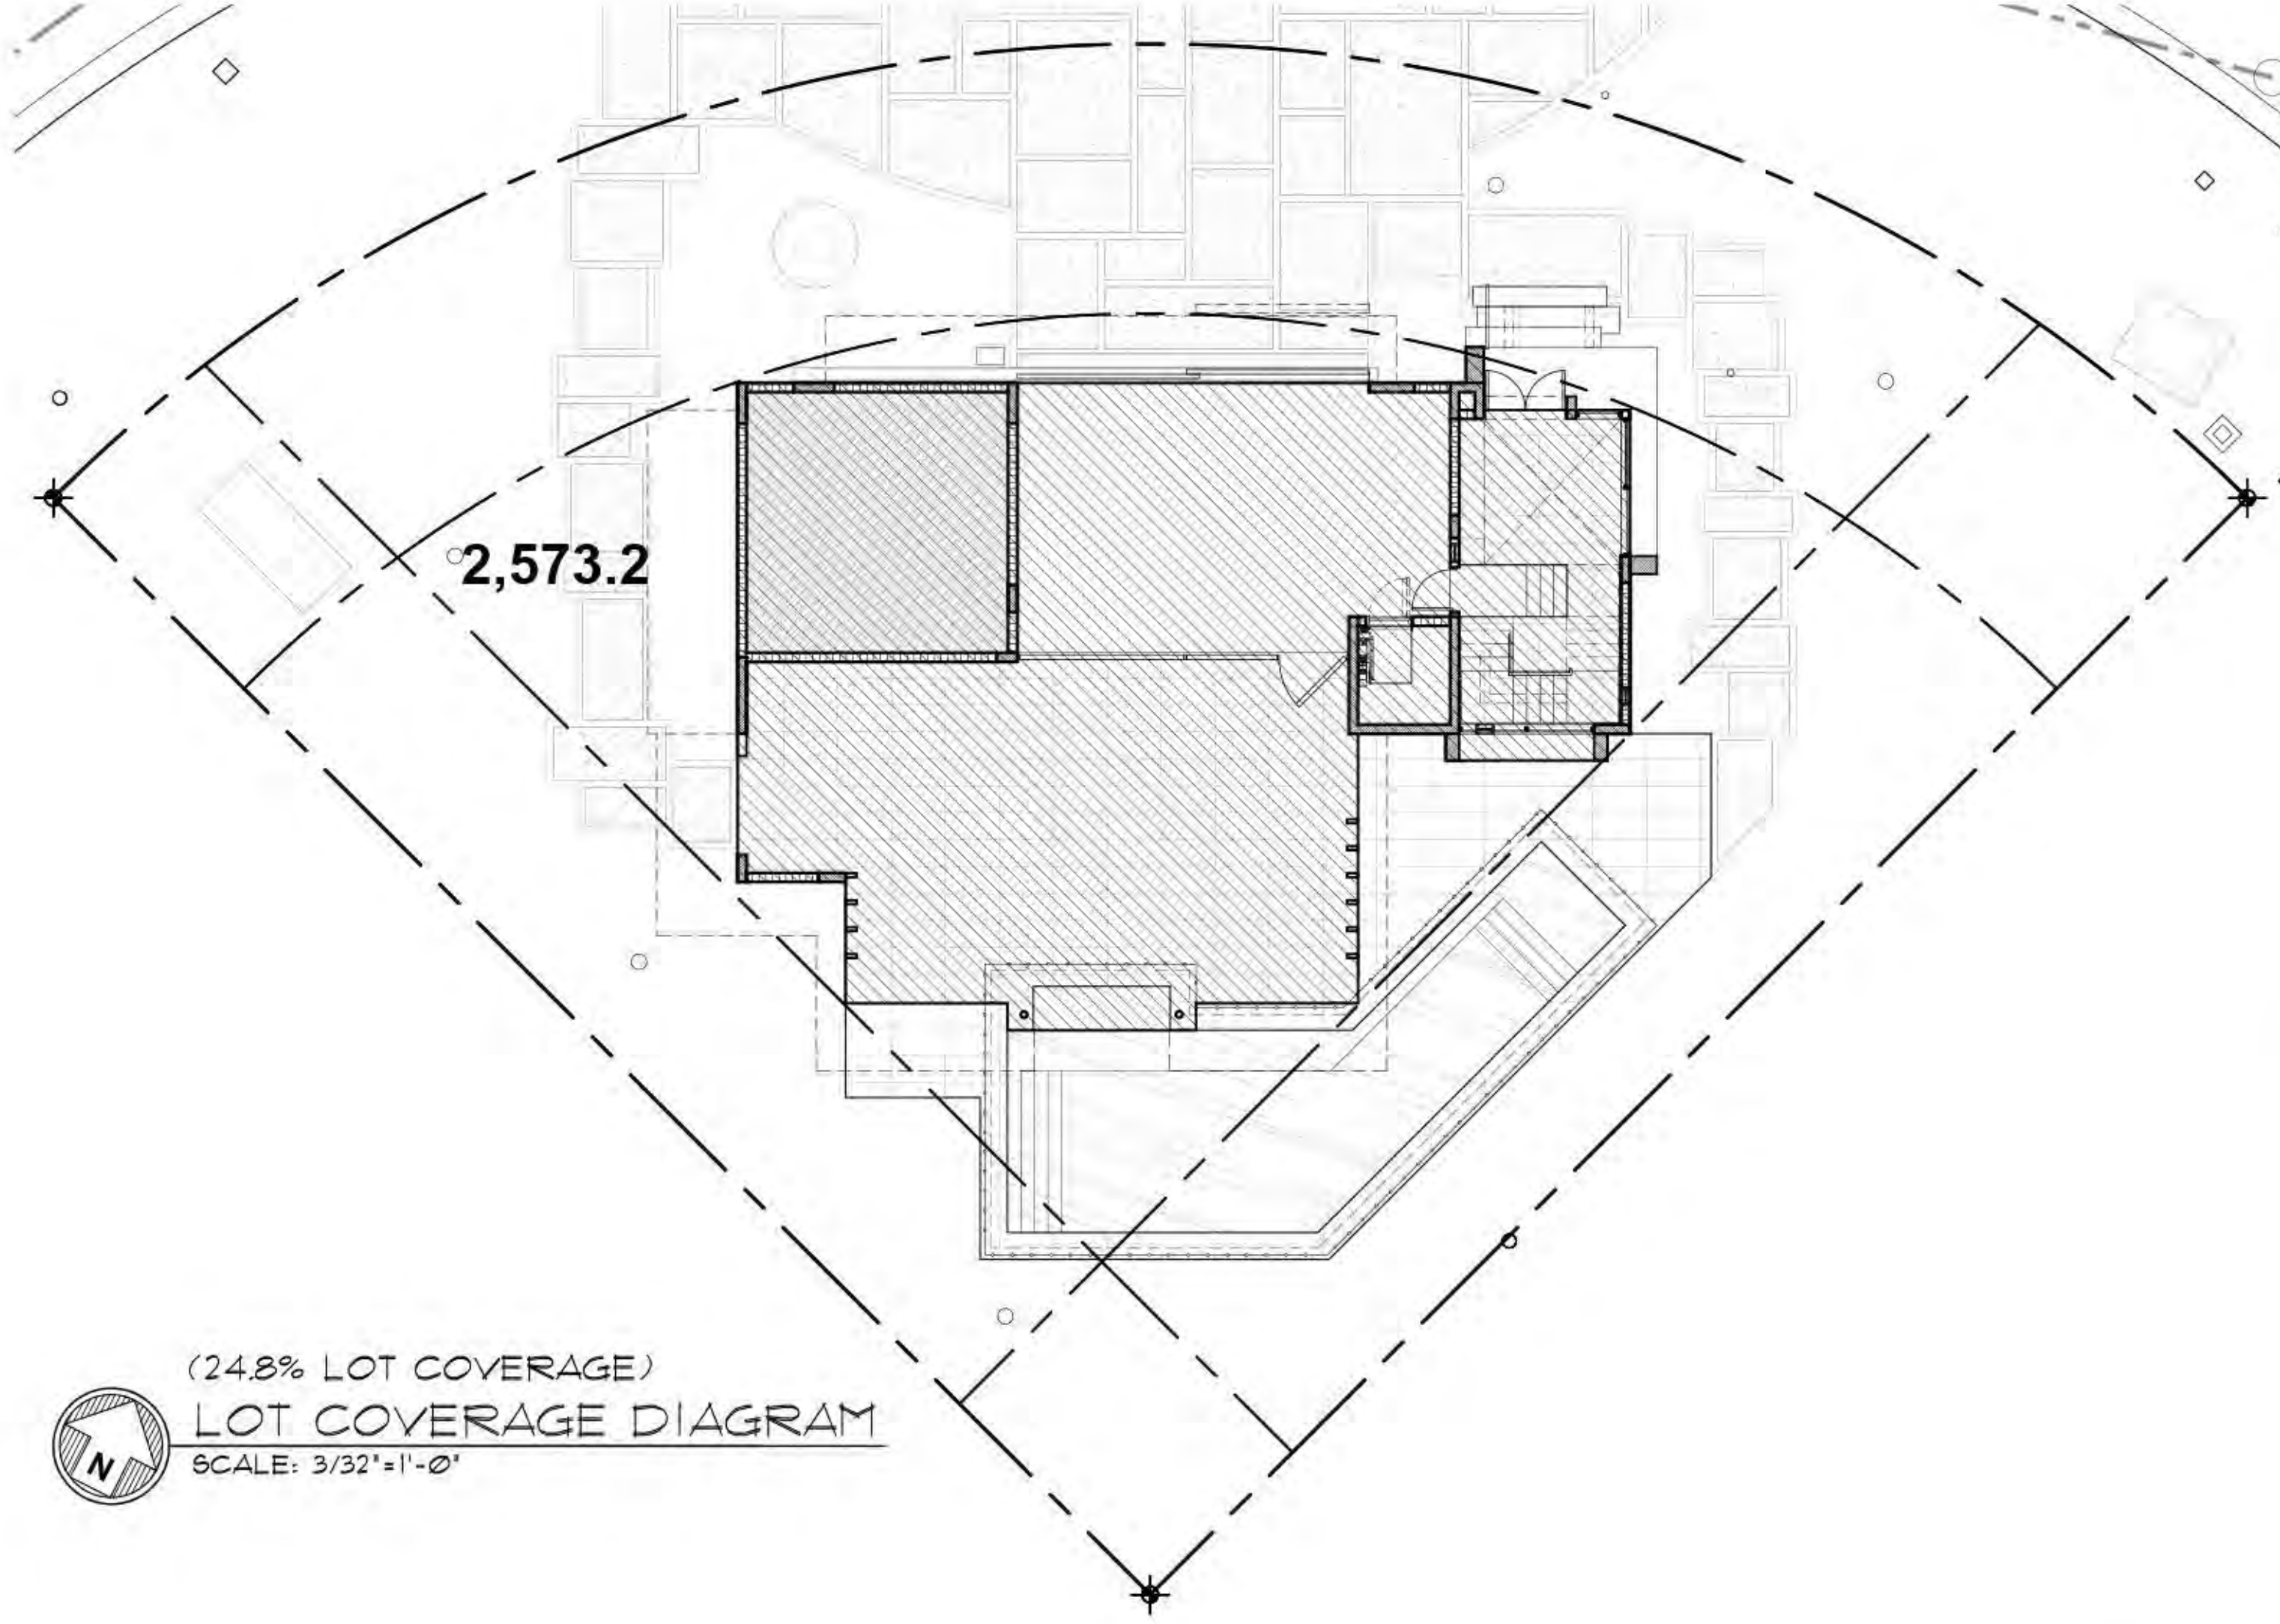 2,573.2
(24.8% LOT COVERAGE)
LOT COVERAGE DIAGRAM
N
SCALE: 3/32"=1'-0"